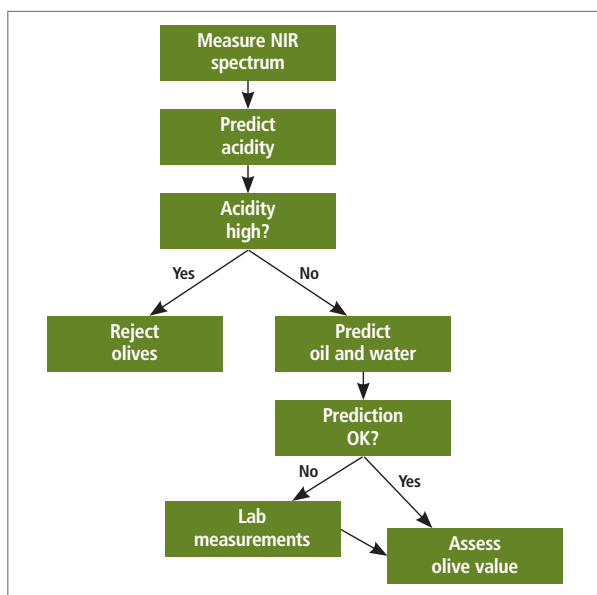 Measure NIR
spectrum
Predict
acidity
Acidity
high?
Yes
No
Reject
olives
Predict
oil and water
Prediction
OK?
No
Yes
Lab
measurements
Assess
olive value